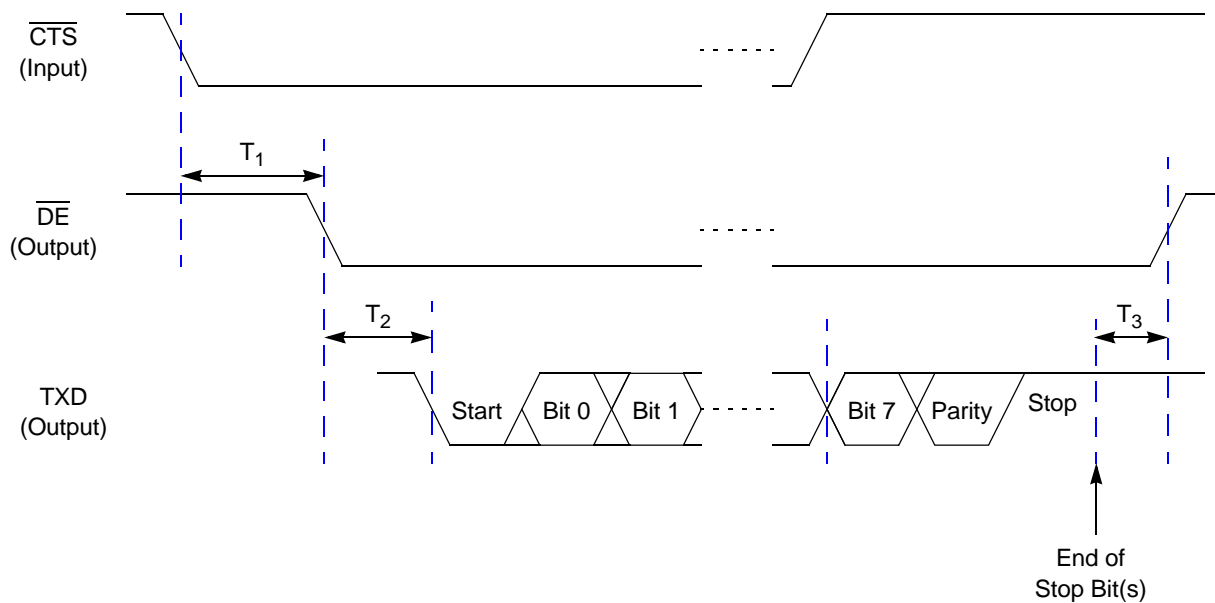 CTS
(Input)
T1
DE
(Output)
T2
T3
TXD
(Output)
Start
Bit 0
Bit 1
Bit 7
Parity
Stop
End of
Stop Bit(s)